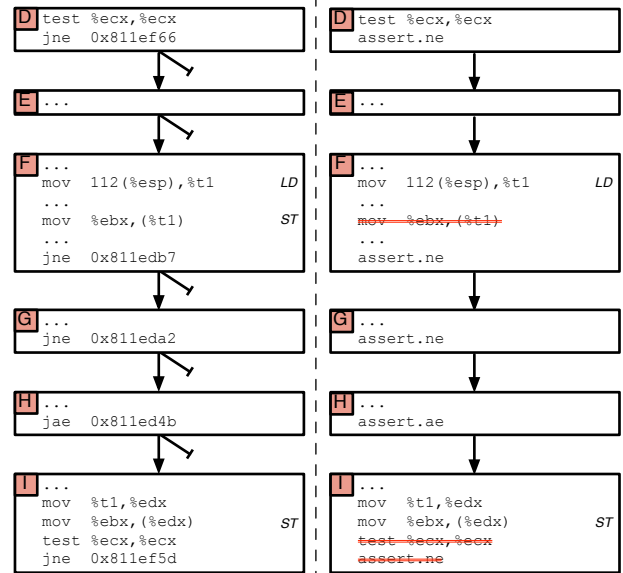 D test %ecx,%ecx
jne 0x811ef66
E ...
F ...
mov 112(%esp),%t1 LD
...
mov %ebx,(%t1) ST
...
jne 0x811edb7
G ...
jne 0x811eda2
H ...
jae 0x811ed4b
I ...
mov %t1,%edx
mov %ebx,(%edx) ST
test %ecx,%ecx
jne 0x811ef5d
D test %ecx,%ecx
assert.ne
E ...
F ...
mov 112(%esp),%t1 LD
...
mov %ebx,(%t1)
...
assert.ne
G ...
assert.ne
H ...
assert.ae
I ...
mov %t1,%edx
mov %ebx,(%edx) ST
test %ecx,%ecx
assert.ne